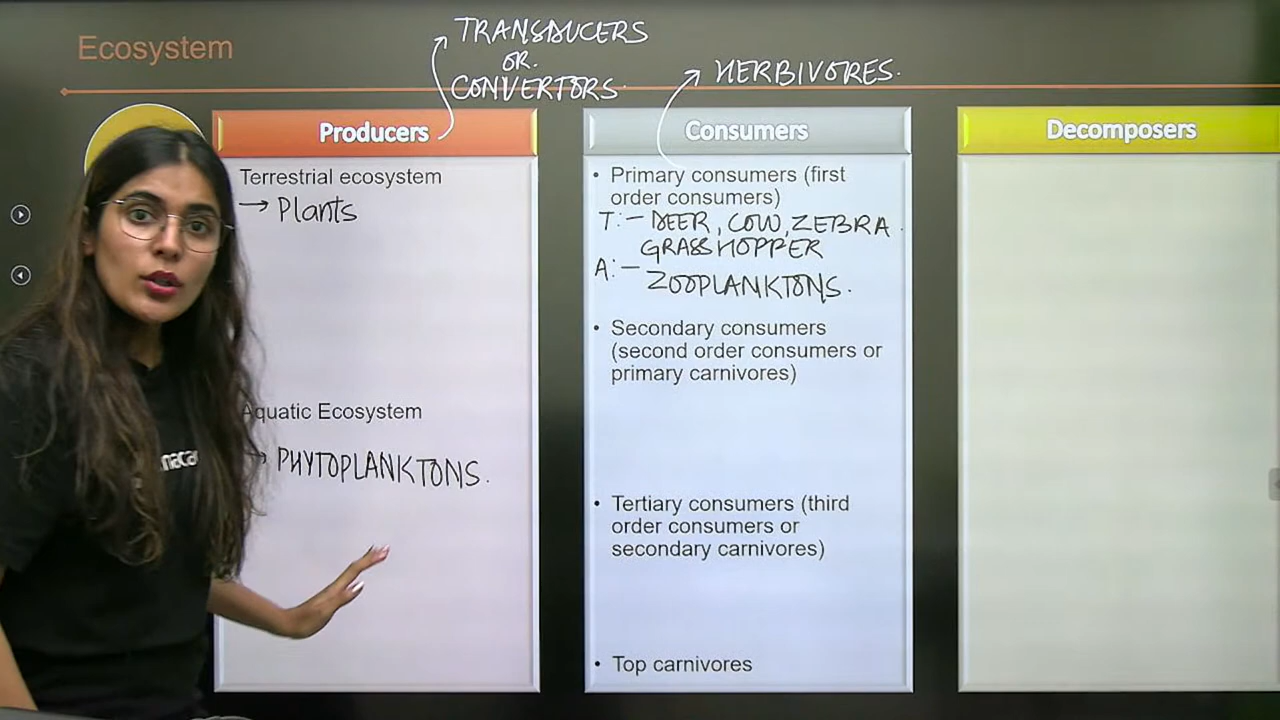 Ecosystem
TRANSDUCERS
OR.
CONVERTORS.
HERBIVORES.
Producers
Terrestrial ecosystem
→ Plants
Aquatic Ecosystem
→ PHYTOPLANKTONS.
Consumers
• Primary consumers (first
order consumers)
T:- DEER, COW, ZEBRA.
GRASSHOPPER
A:-
ZOOPLANKTONS.
• Secondary consumers
(second order consumers or
primary carnivores)
• Tertiary consumers (third
order consumers or
secondary carnivores)
• Top carnivores
Decomposers